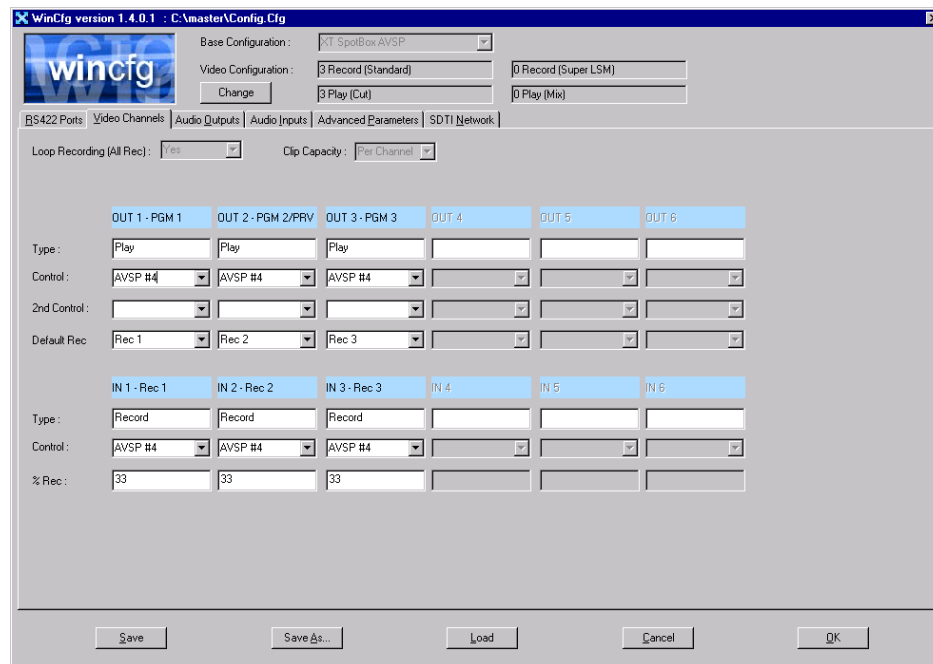 WinCfg version 1.4.0.1 : C:\master\Config.Cfg
wincfg
Base Configuration : XT SpotBox AVSP
Video Configuration : 3 Record (Standard) 0 Record (Super LSM)
Change 3 Play (Cut) 0 Play (Mix)
RS422 Ports Video Channels Audio Outputs Audio Inputs Advanced Parameters SDTI Network
Loop Recording (All Rec) : Yes Clip Capacity : Per Channel
OUT 1 - PGM 1 OUT 2 - PGM 2/PRV OUT 3 - PGM 3 OUT 4 OUT 5 OUT 6
Type : Play Play Play
Control : AVSP #4 AVSP #4 AVSP #4
2nd Control :
Default Rec Rec 1 Rec 2 Rec 3
IN 1 - Rec 1 IN 2 - Rec 2 IN 3 - Rec 3 IN 4 IN 5 IN 6
Type : Record Record Record
Control : AVSP #4 AVSP #4 AVSP #4
% Rec : 33 33 33
Save Save As... Load Cancel OK